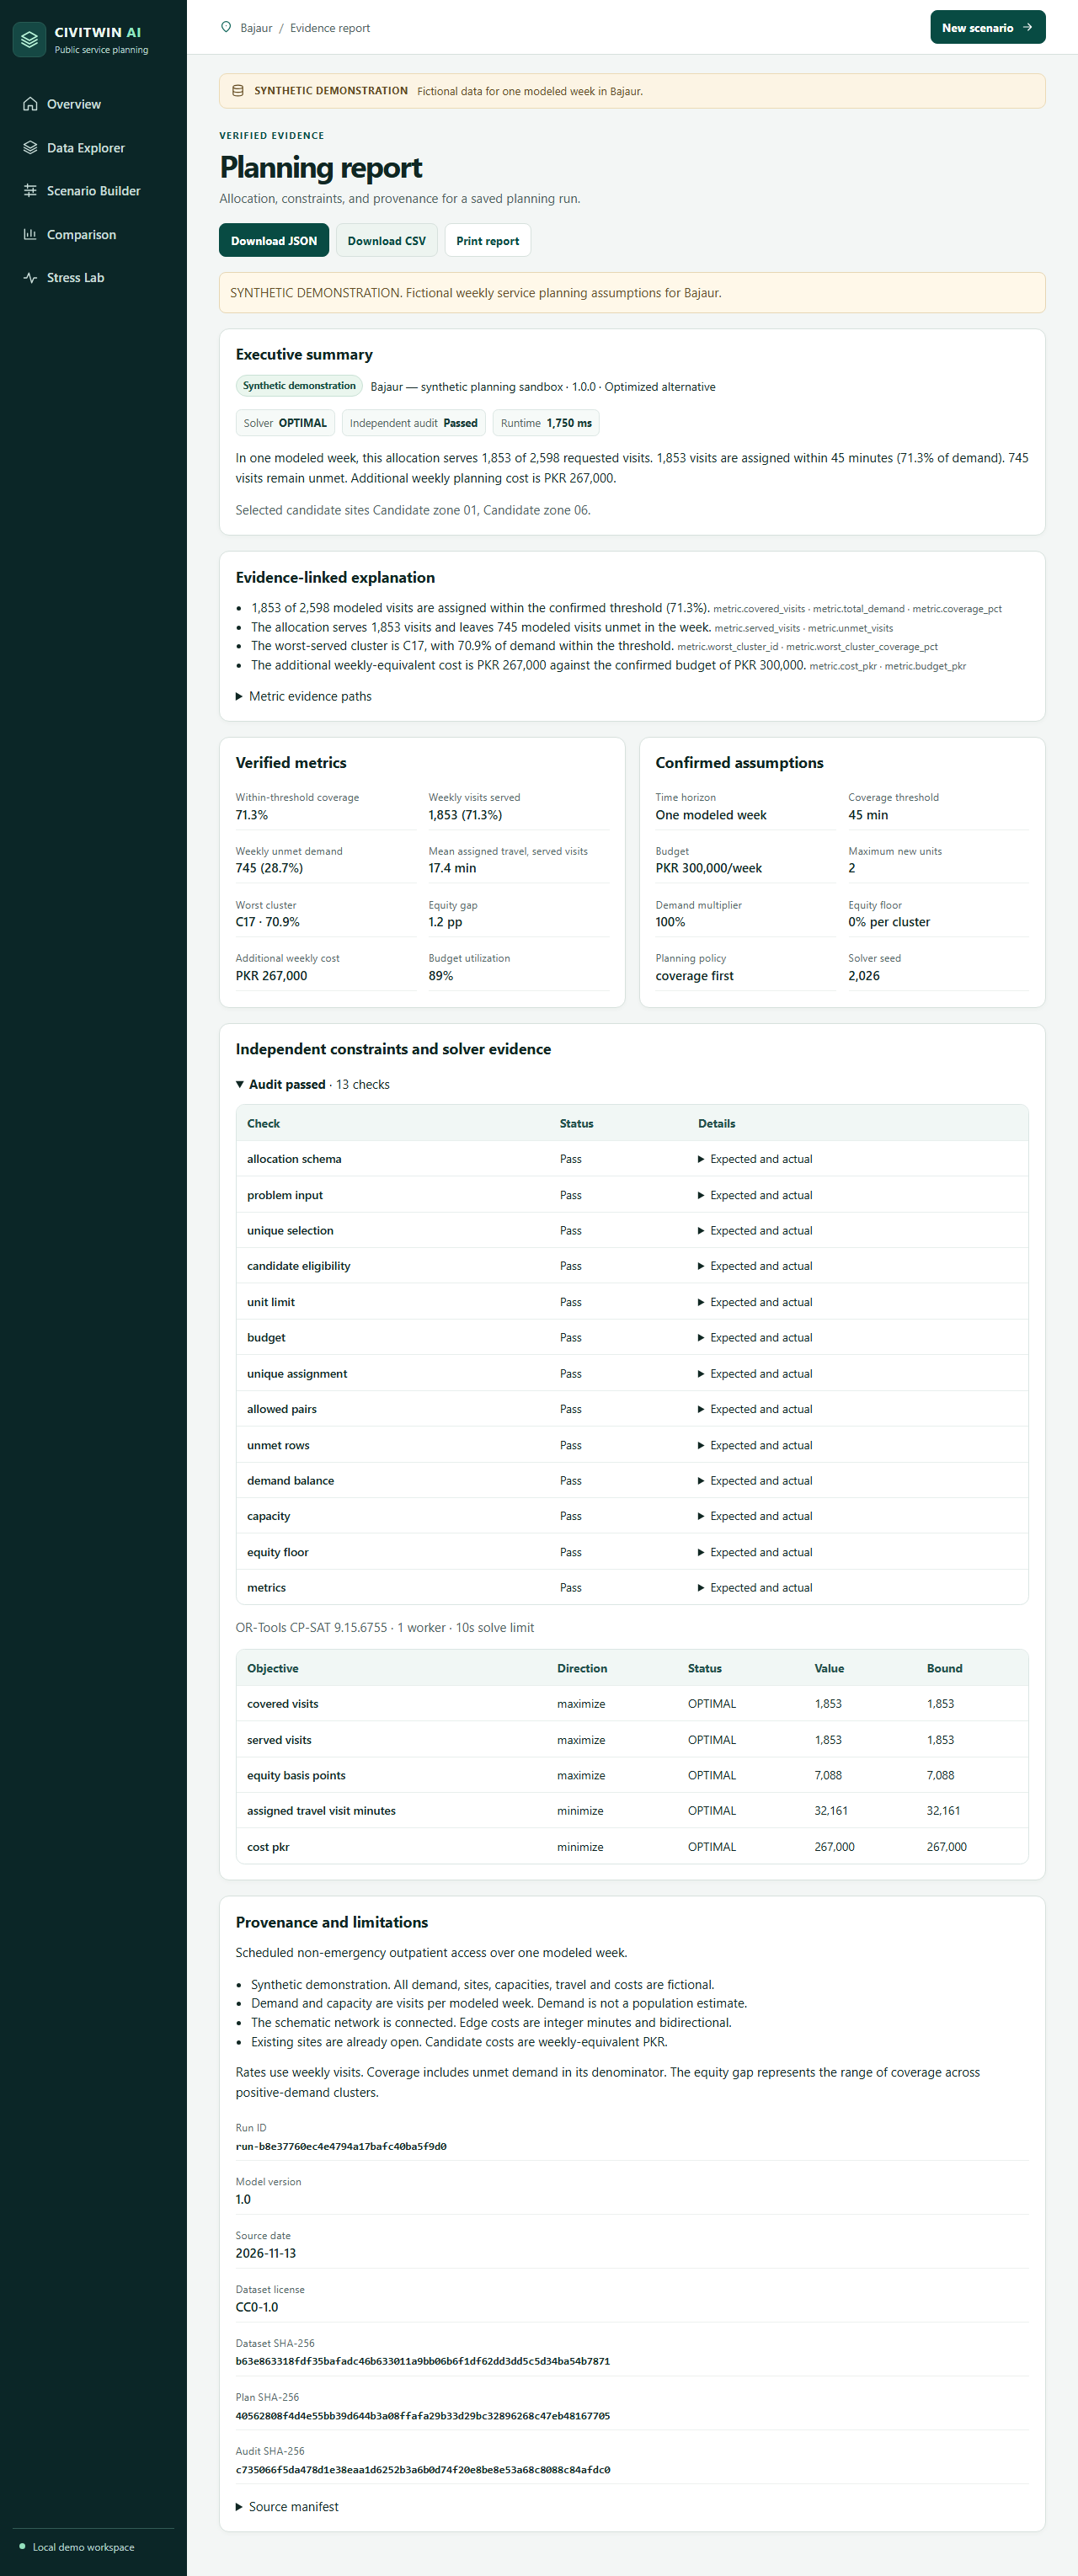 CIVITWIN AI
Public service planning
Overview
Data Explorer
Scenario Builder
Comparison
Stress Lab
Local demo workspace
Bajaur / Evidence report
New scenario →
SYNTHETIC DEMONSTRATION Fictional data for one modeled week in Bajaur.
VERIFIED EVIDENCE
Planning report
Allocation, constraints, and provenance for a saved planning run.
Download JSON Download CSV Print report
SYNTHETIC DEMONSTRATION. Fictional weekly service planning assumptions for Bajaur.
Executive summary
Synthetic demonstration Bajaur — synthetic planning sandbox · 1.0.0 · Optimized alternative
Solver OPTIMAL Independent audit Passed Runtime 1,750 ms
In one modeled week, this allocation serves 1,853 of 2,598 requested visits. 1,853 visits are assigned within 45 minutes (71.3% of demand). 745
visits remain unmet. Additional weekly planning cost is PKR 267,000.
Selected candidate sites Candidate zone 01, Candidate zone 06.
Evidence-linked explanation
• 1,853 of 2,598 modeled visits are assigned within the confirmed threshold (71.3%). metric.covered_visits · metric.total_demand · metric.coverage_pct
• The allocation serves 1,853 visits and leaves 745 modeled visits unmet in the week. metric.served_visits · metric.unmet_visits
• The worst-served cluster is C17, with 70.9% of demand within the threshold. metric.worst_cluster_id · metric.worst_cluster_coverage_pct
• The additional weekly-equivalent cost is PKR 267,000 against the confirmed budget of PKR 300,000. metric.cost_pkr · metric.budget_pkr
▶ Metric evidence paths
Verified metrics
Within-threshold coverage Weekly visits served
71.3% 1,853 (71.3%)
Weekly unmet demand Mean assigned travel, served visits
745 (28.7%) 17.4 min
Worst cluster Equity gap
C17 · 70.9% 1.2 pp
Additional weekly cost Budget utilization
PKR 267,000 89%
Confirmed assumptions
Time horizon Coverage threshold
One modeled week 45 min
Budget Maximum new units
PKR 300,000/week 2
Demand multiplier Equity floor
100% 0% per cluster
Planning policy Solver seed
coverage first 2,026
Independent constraints and solver evidence
▼ Audit passed · 13 checks
Check Status Details
allocation schema Pass ▶ Expected and actual
problem input Pass ▶ Expected and actual
unique selection Pass ▶ Expected and actual
candidate eligibility Pass ▶ Expected and actual
unit limit Pass ▶ Expected and actual
budget Pass ▶ Expected and actual
unique assignment Pass ▶ Expected and actual
allowed pairs Pass ▶ Expected and actual
unmet rows Pass ▶ Expected and actual
demand balance Pass ▶ Expected and actual
capacity Pass ▶ Expected and actual
equity floor Pass ▶ Expected and actual
metrics Pass ▶ Expected and actual
OR-Tools CP-SAT 9.15.6755 · 1 worker · 10s solve limit
Objective Direction Status Value Bound
covered visits maximize OPTIMAL 1,853 1,853
served visits maximize OPTIMAL 1,853 1,853
equity basis points maximize OPTIMAL 7,088 7,088
assigned travel visit minutes minimize OPTIMAL 32,161 32,161
cost pkr minimize OPTIMAL 267,000 267,000
Provenance and limitations
Scheduled non-emergency outpatient access over one modeled week.
• Synthetic demonstration. All demand, sites, capacities, travel and costs are fictional.
• Demand and capacity are visits per modeled week. Demand is not a population estimate.
• The schematic network is connected. Edge costs are integer minutes and bidirectional.
• Existing sites are already open. Candidate costs are weekly-equivalent PKR.
Rates use weekly visits. Coverage includes unmet demand in its denominator. The equity gap represents the range of coverage across
positive-demand clusters.
Run ID
run-b8e37760ec4e4794a17bafc40ba5f9d0
Model version
1.0
Source date
2026-11-13
Dataset license
CC0-1.0
Dataset SHA-256
b63e863318fdf35bafadc46b633011a9bb06b6f1df62dd3dd5c5d34ba54b7871
Plan SHA-256
40562808f4d4e55bb39d644b3a08ffafa29b33d29bc32896268c47eb48167705
Audit SHA-256
c735066f5da478d1e38eaa1d6252b3a6b0d74f20e8be8e53a68c8088c84afdc0
▶ Source manifest